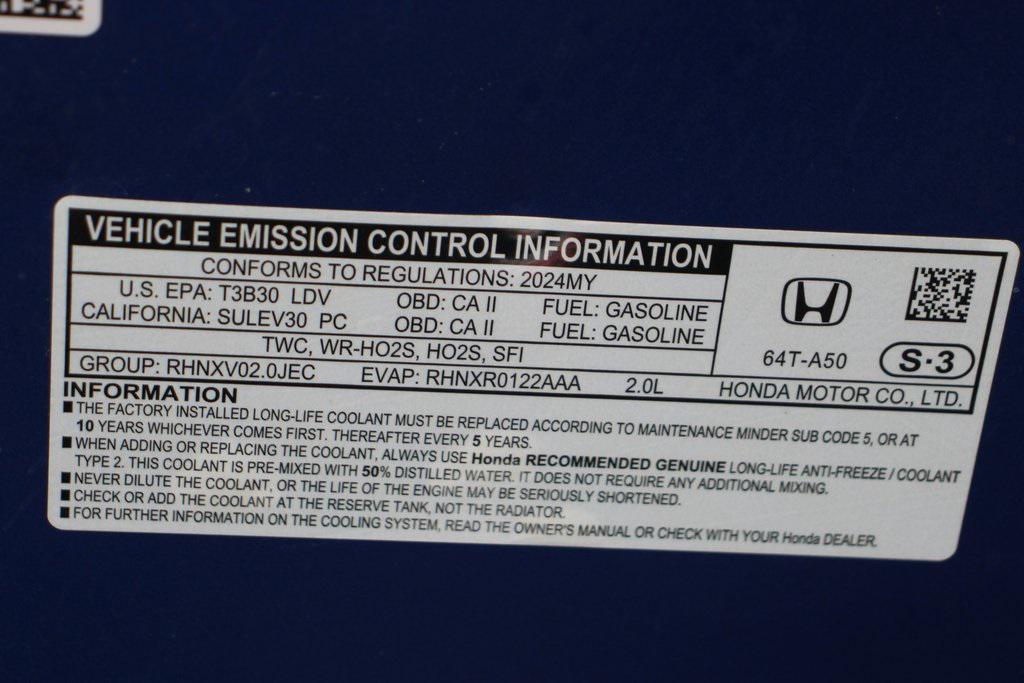 VEHICLE EMISSION CONTROL INFORMATION
CONFORMS TO REGULATIONS: 2024MY
U.S. EPA: T3B30 LDV OBD: CA II FUEL: GASOLINE
CALIFORNIA: SULEV30 PC OBD: CA II FUEL: GASOLINE
TWC, WR-HO2S, HO2S, SFI
64T-A50 S·3
GROUP: RHNXV02.0JEC EVAP: RHNXR0122AAA 2.0L HONDA MOTOR CO., LTD.
INFORMATION
■ THE FACTORY INSTALLED LONG-LIFE COOLANT MUST BE REPLACED ACCORDING TO MAINTENANCE MINDER SUB CODE 5, OR AT
10 YEARS WHICHEVER COMES FIRST. THEREAFTER EVERY 5 YEARS.
■ WHEN ADDING OR REPLACING THE COOLANT, ALWAYS USE Honda RECOMMENDED GENUINE LONG-LIFE ANTI-FREEZE / COOLANT
TYPE 2. THIS COOLANT IS PRE-MIXED WITH 50% DISTILLED WATER. IT DOES NOT REQUIRE ANY ADDITIONAL MIXING.
■ NEVER DILUTE THE COOLANT, OR THE LIFE OF THE ENGINE MAY BE SERIOUSLY SHORTENED.
■ CHECK OR ADD THE COOLANT AT THE RESERVE TANK, NOT THE RADIATOR.
■ FOR FURTHER INFORMATION ON THE COOLING SYSTEM, READ THE OWNER'S MANUAL OR CHECK WITH YOUR Honda DEALER.